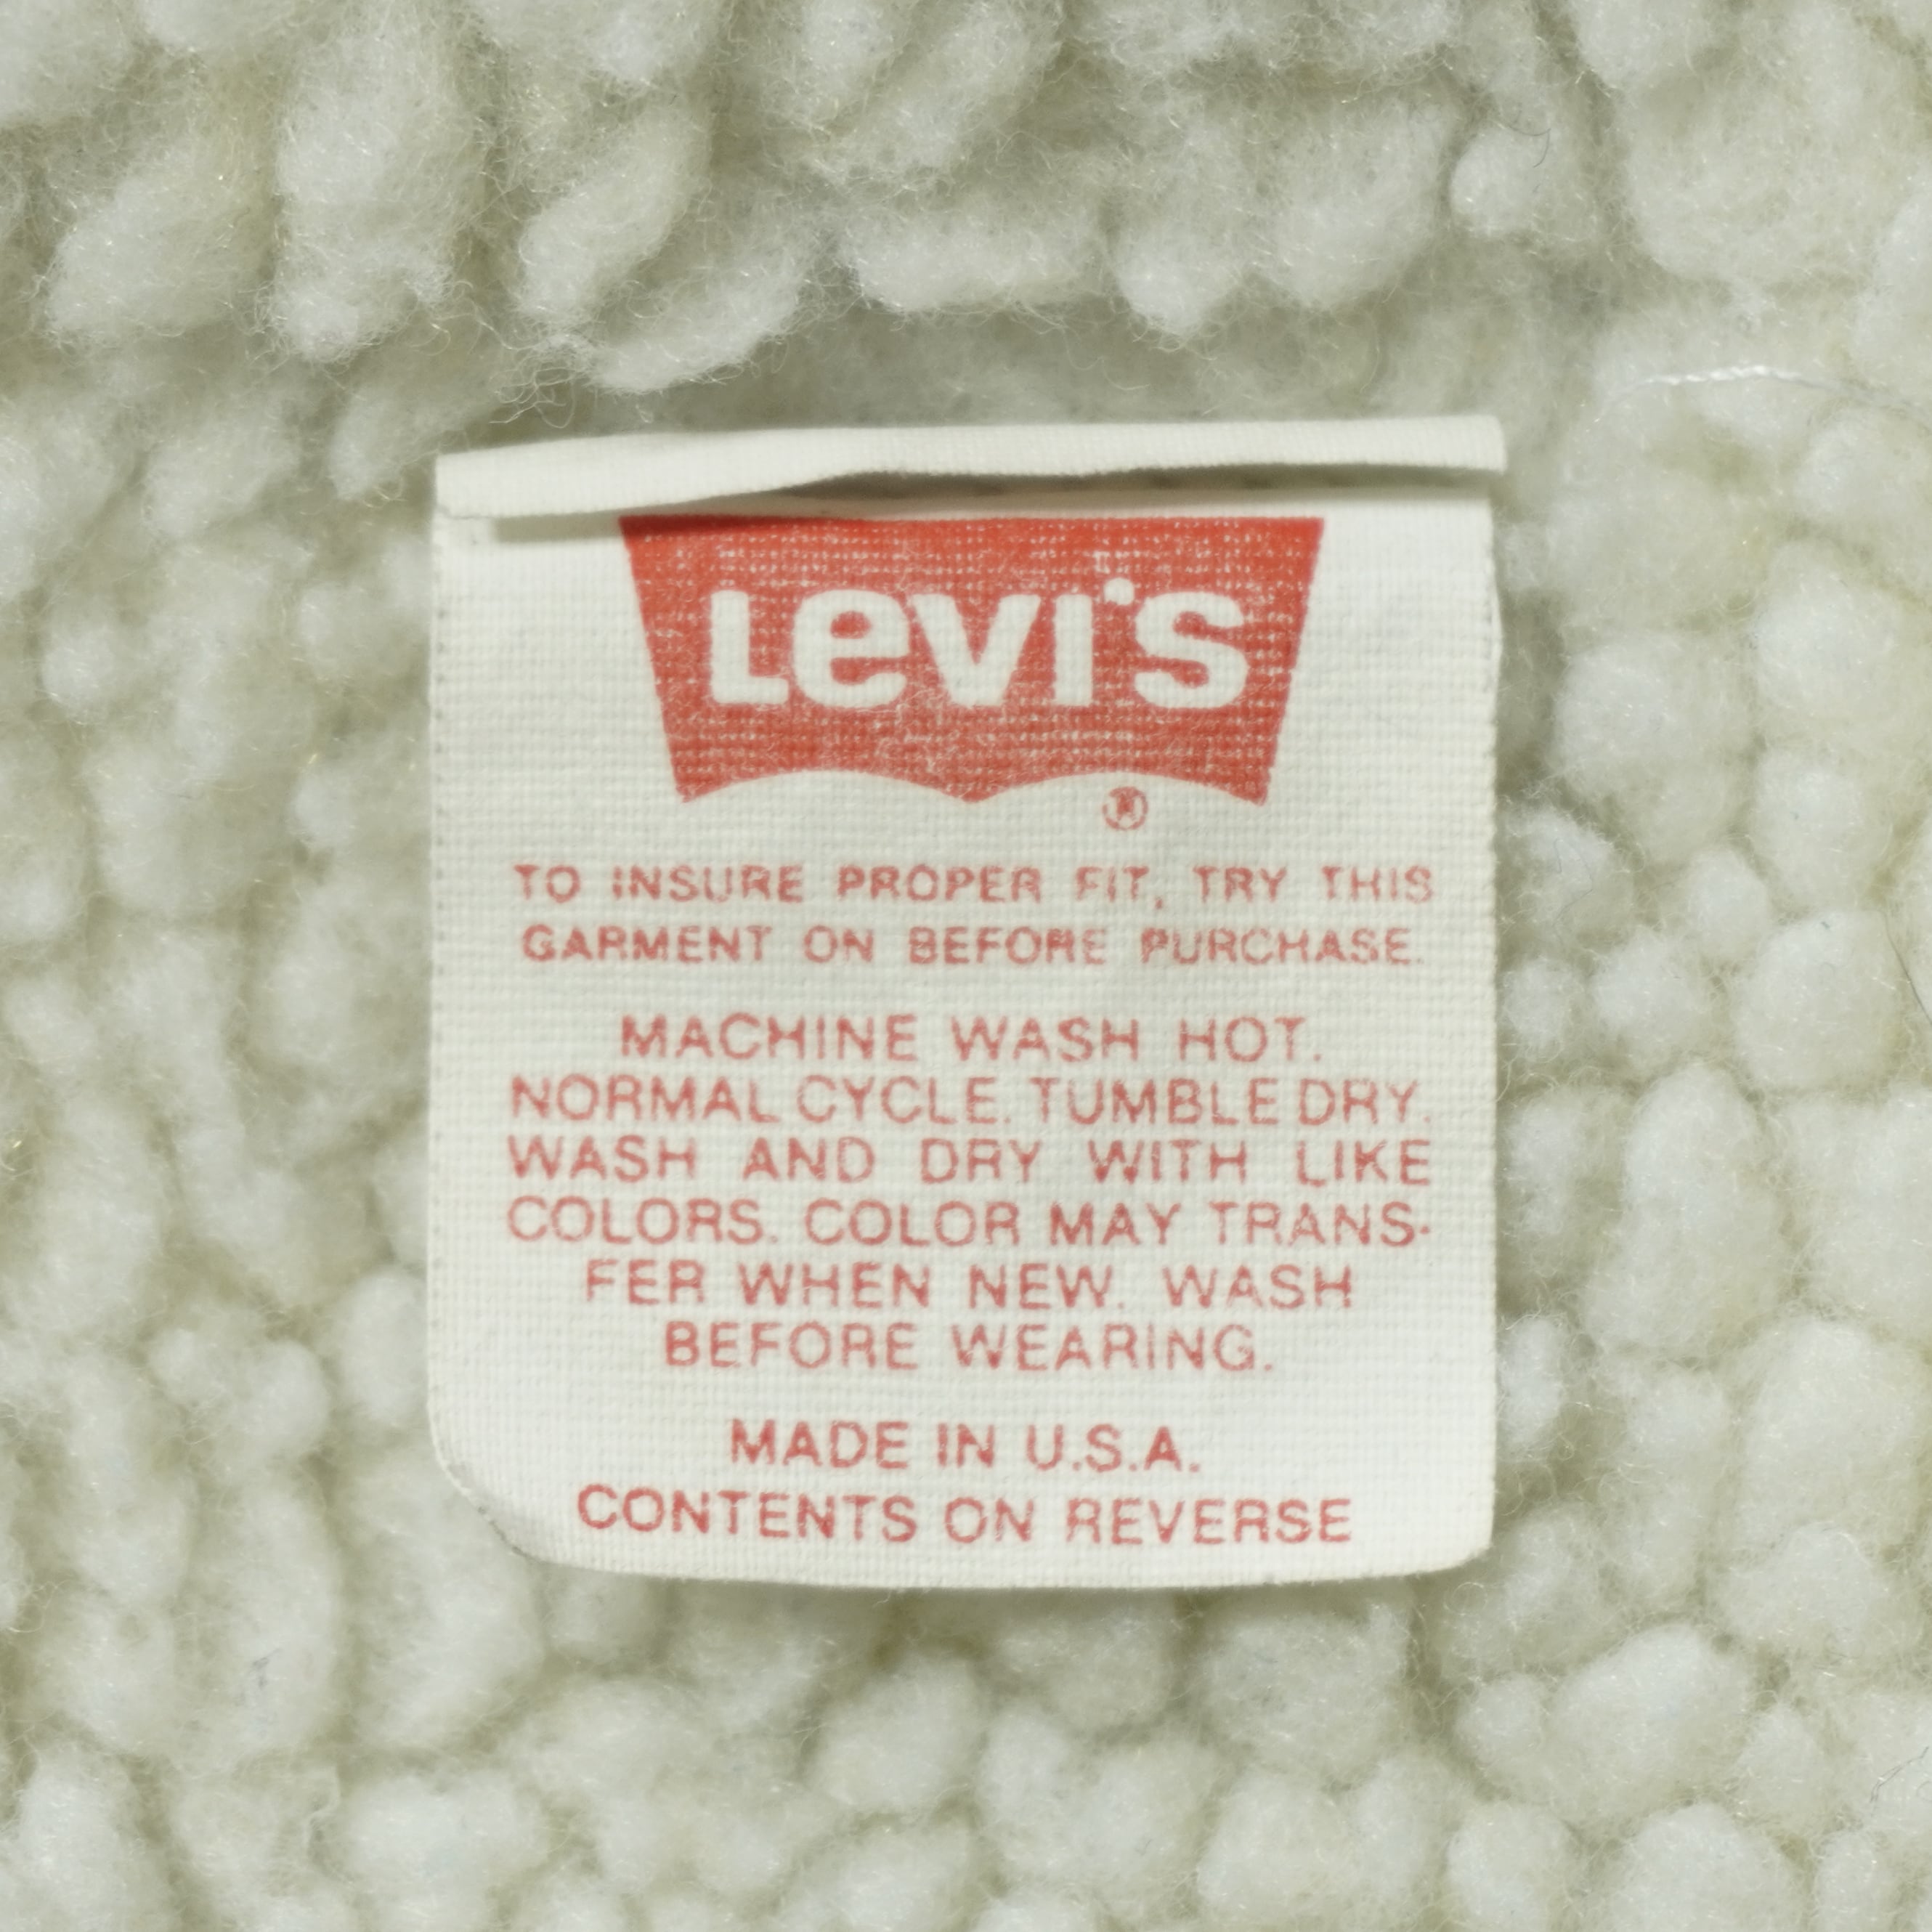 Levi's
®
TO INSURE PROPER FIT, TRY THIS
GARMENT ON BEFORE PURCHASE.
MACHINE WASH HOT.
NORMAL CYCLE. TUMBLE DRY.
WASH AND DRY WITH LIKE
COLORS. COLOR MAY TRANS-
FER WHEN NEW. WASH
BEFORE WEARING.
MADE IN U.S.A.
CONTENTS ON REVERSE